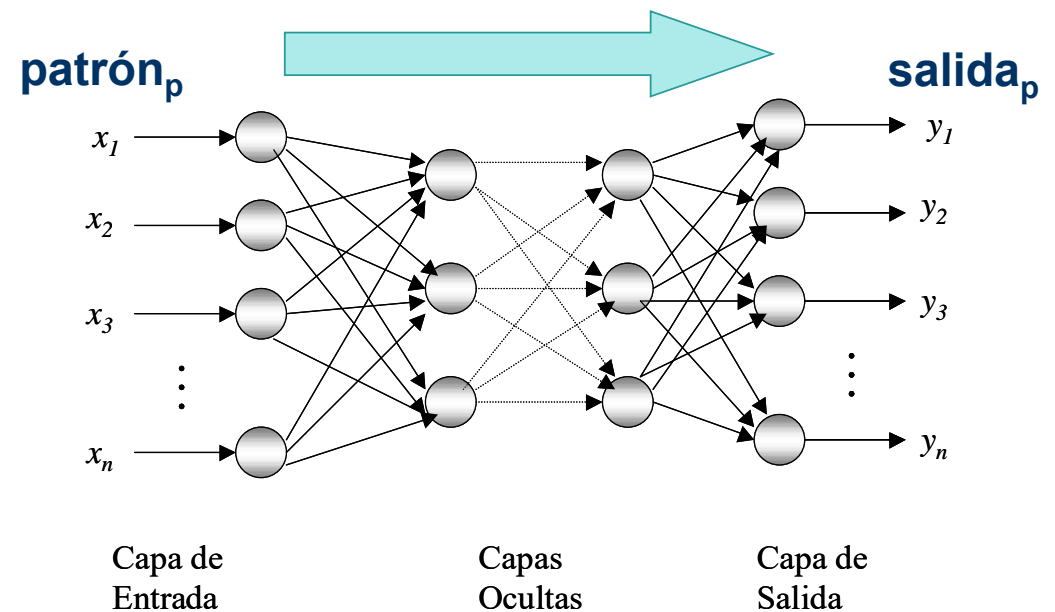 patrónp
salidap
x1
y1
x2
y2
x3
y3
xn
yn
Capa de
Entrada
Capas
Ocultas
Capa de
Salida